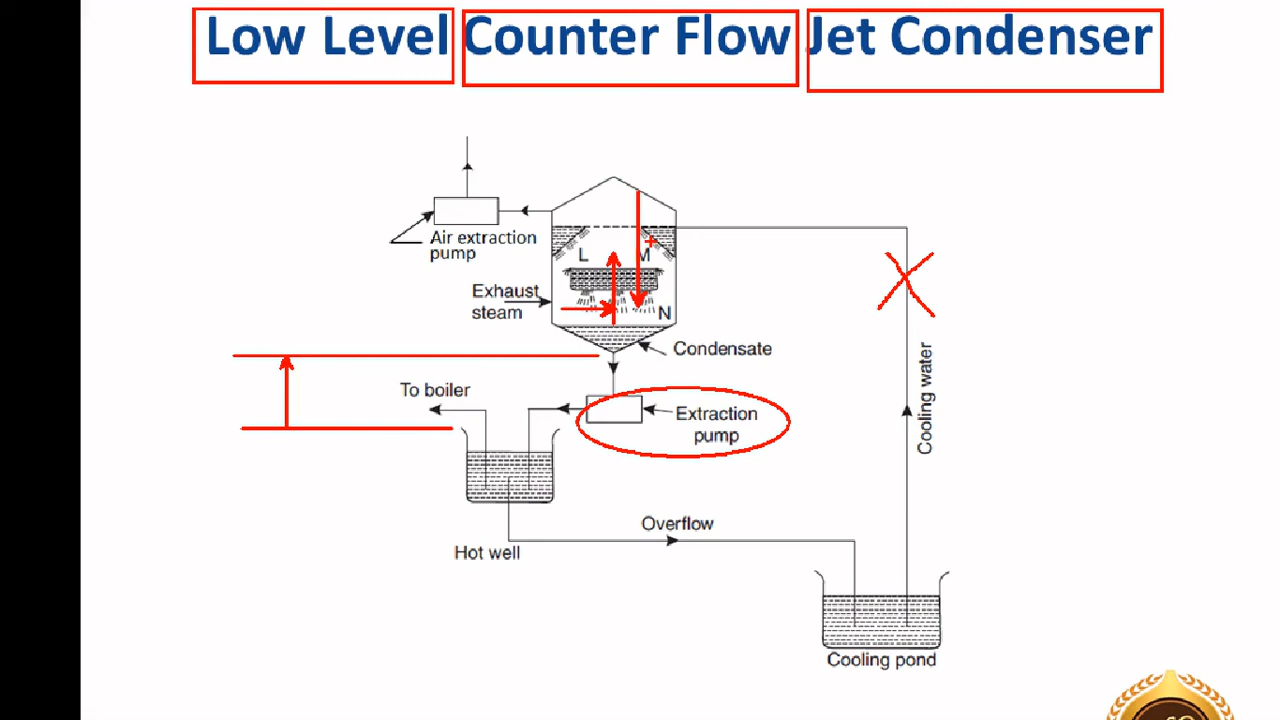 Low Level Counter Flow Jet Condenser
Air extraction
pump
L
M
Exhaust
steam
N
Condensate
To boiler
Extraction
pump
Cooling water
Overflow
Hot well
Cooling pond